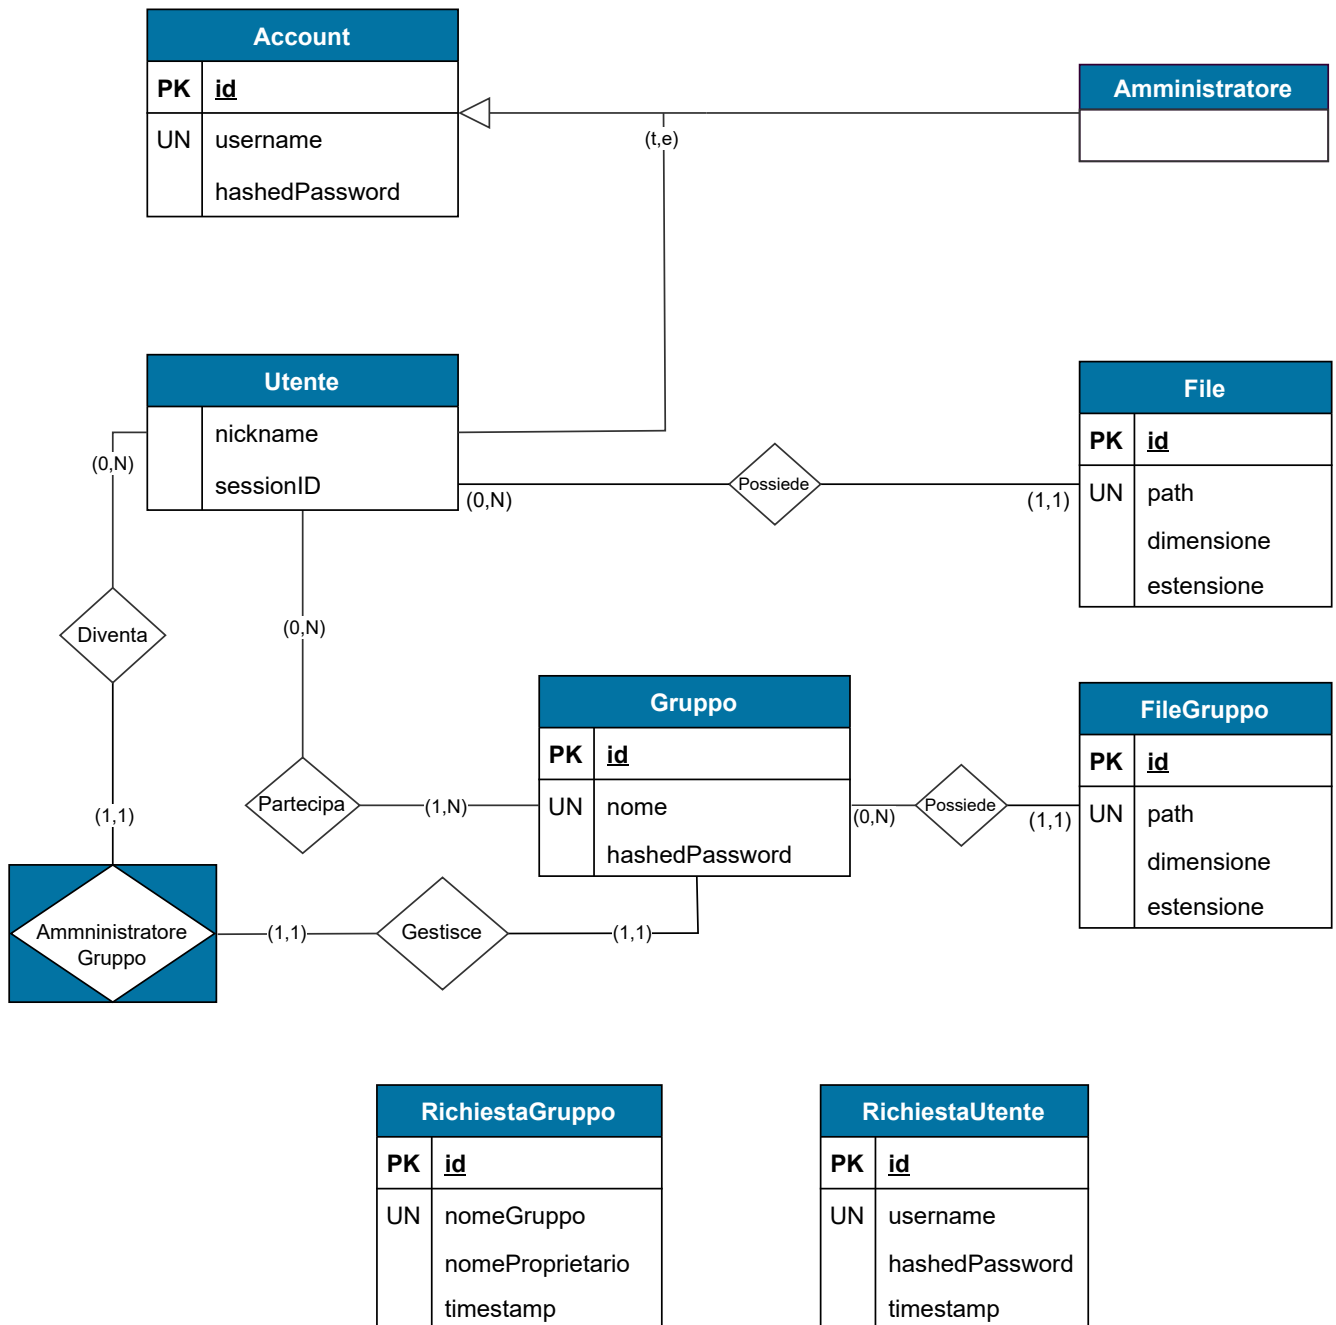 Account
PK id
UN username
hashedPassword
Amministratore
(t,e)
Utente
nickname
sessionID
(0,N)
(0,N)
Possiede
(1,1)
File
PK id
UN path
dimensione
estensione
Diventa
(0,N)
Gruppo
PK id
UN nome
hashedPassword
Partecipa
(1,N)
(0,N)
Possiede
(1,1)
FileGruppo
PK id
UN path
dimensione
estensione
(1,1)
Ammninistratore
Gruppo
(1,1)
Gestisce
(1,1)
RichiestaGruppo
PK id
UN nomeGruppo
nomeProprietario
timestamp
RichiestaUtente
PK id
UN username
hashedPassword
timestamp